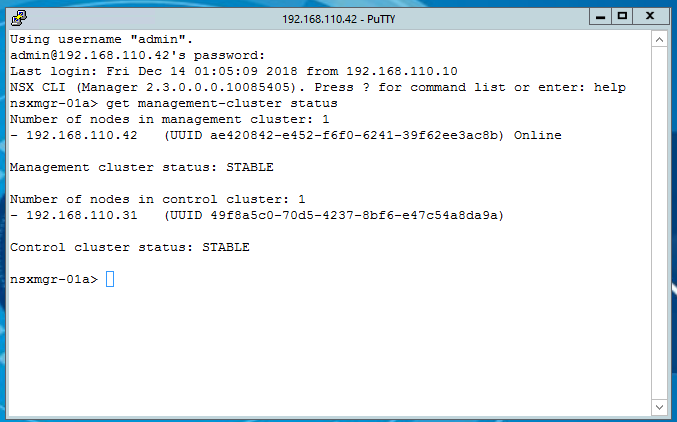 192.168.110.42 - PuTTY
Using username "admin".
admin@192.168.110.42's password:
Last login: Fri Dec 14 01:05:09 2018 from 192.168.110.10
NSX CLI (Manager 2.3.0.0.0.10085405). Press ? for command list or enter: help
nsxmgr-01a> get management-cluster status
Number of nodes in management cluster: 1
- 192.168.110.42   (UUID ae420842-e452-f6f0-6241-39f62ee3ac8b) Online
Management cluster status: STABLE
Number of nodes in control cluster: 1
- 192.168.110.31   (UUID 49f8a5c0-70d5-4237-8bf6-e47c54a8da9a)
Control cluster status: STABLE
nsxmgr-01a>